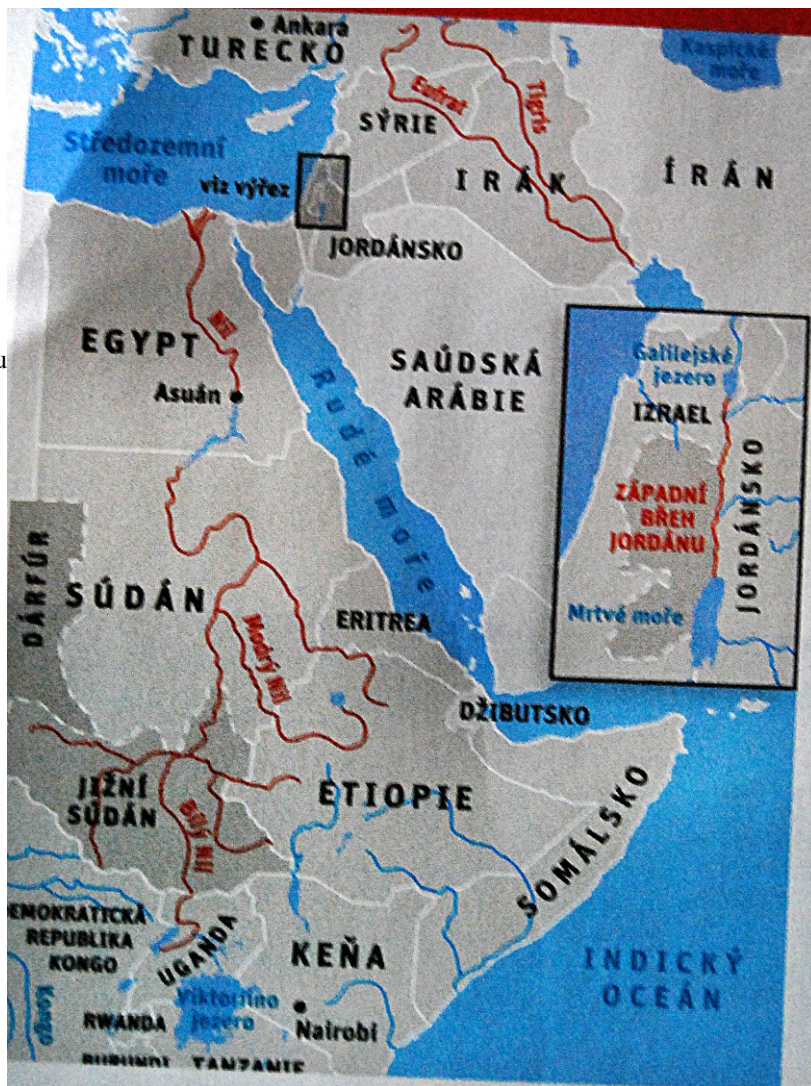 Ankara
TURECKO
Kaspické
moře
Eufrat
Tigris
SÝRIE
Středozemní
moře
viz výřez
IRÁK
ÍRÁN
JORDÁNSKO
Nil
EGYPT
u
Asuán
Rudé moře
SAÚDSKÁ
ARÁBIE
Galilejské
jezero
IZRAEL
ZÁPADNÍ
BŘEH
JORDÁNU
JORDÁNSKO
Mrtvé moře
DÁRFÚR
SÚDÁN
Modrý Nil
ERITREA
DŽIBUTSKO
JIŽNÍ
SÚDÁN
Bílý Nil
ETIOPIE
SOMÁLSKO
DEMOKRATICKÁ
REPUBLIKA
KONGO
UGANDA
KEŇA
INDICKÝ
OCEÁN
Kongo
Viktoriino
jezero
RWANDA
Nairobi
BURUNDI
TANZANIE